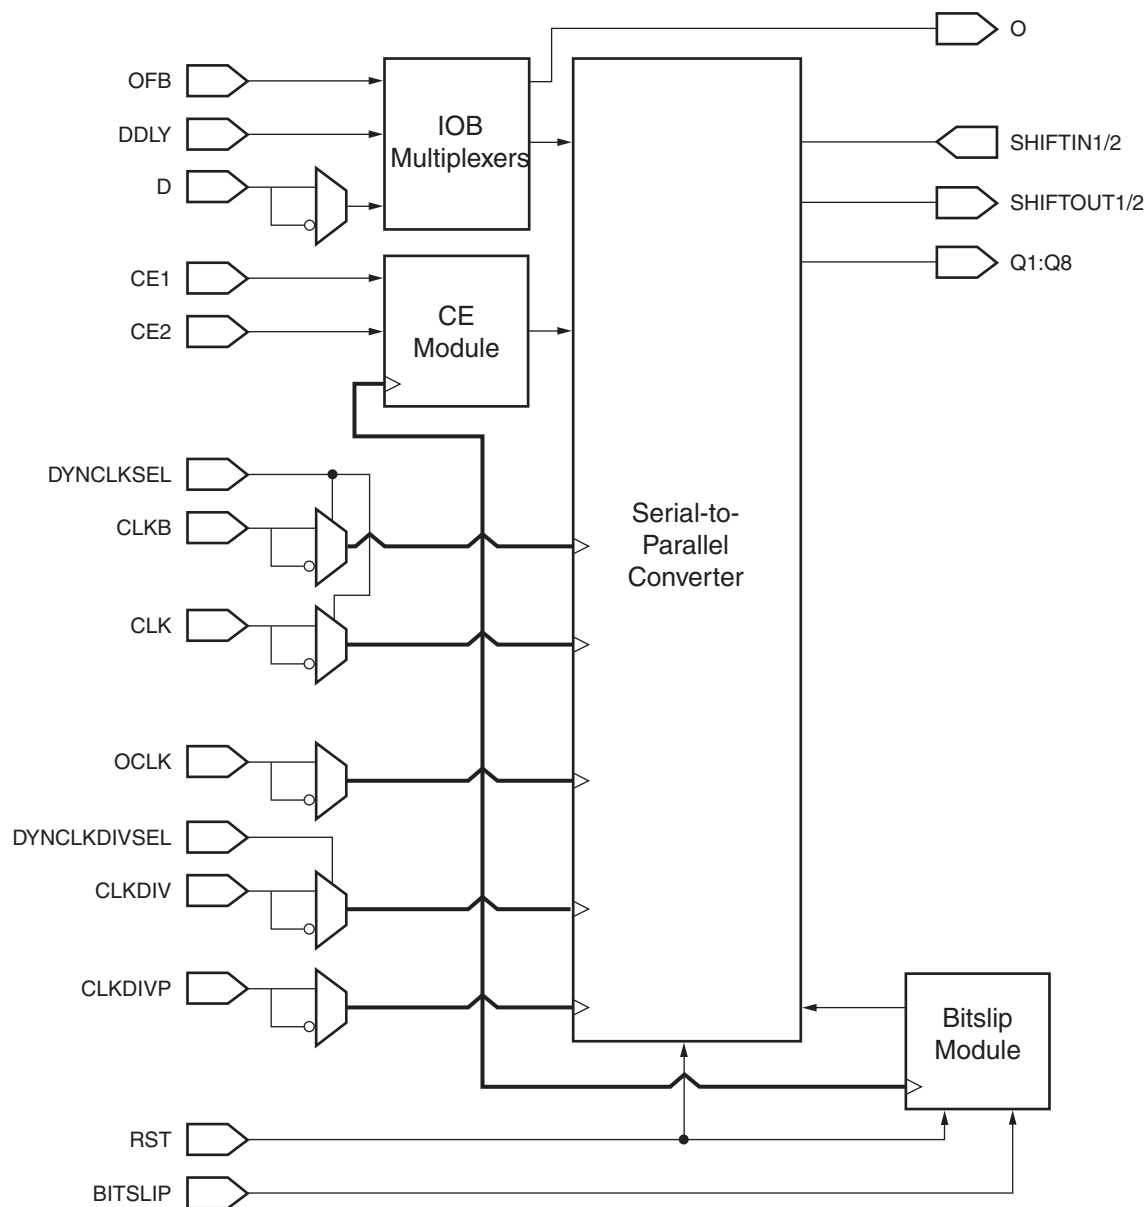 O
OFB
IOB
Multiplexers
DDLY
SHIFTIN1/2
D
SHIFTOUT1/2
Q1:Q8
CE1
CE
Module
CE2
DYNCLKSEL
CLKB
Serial-to-
Parallel
Converter
CLK
OCLK
DYNCLKDIVSEL
CLKDIV
CLKDIVP
Bitslip
Module
RST
BITSLIP